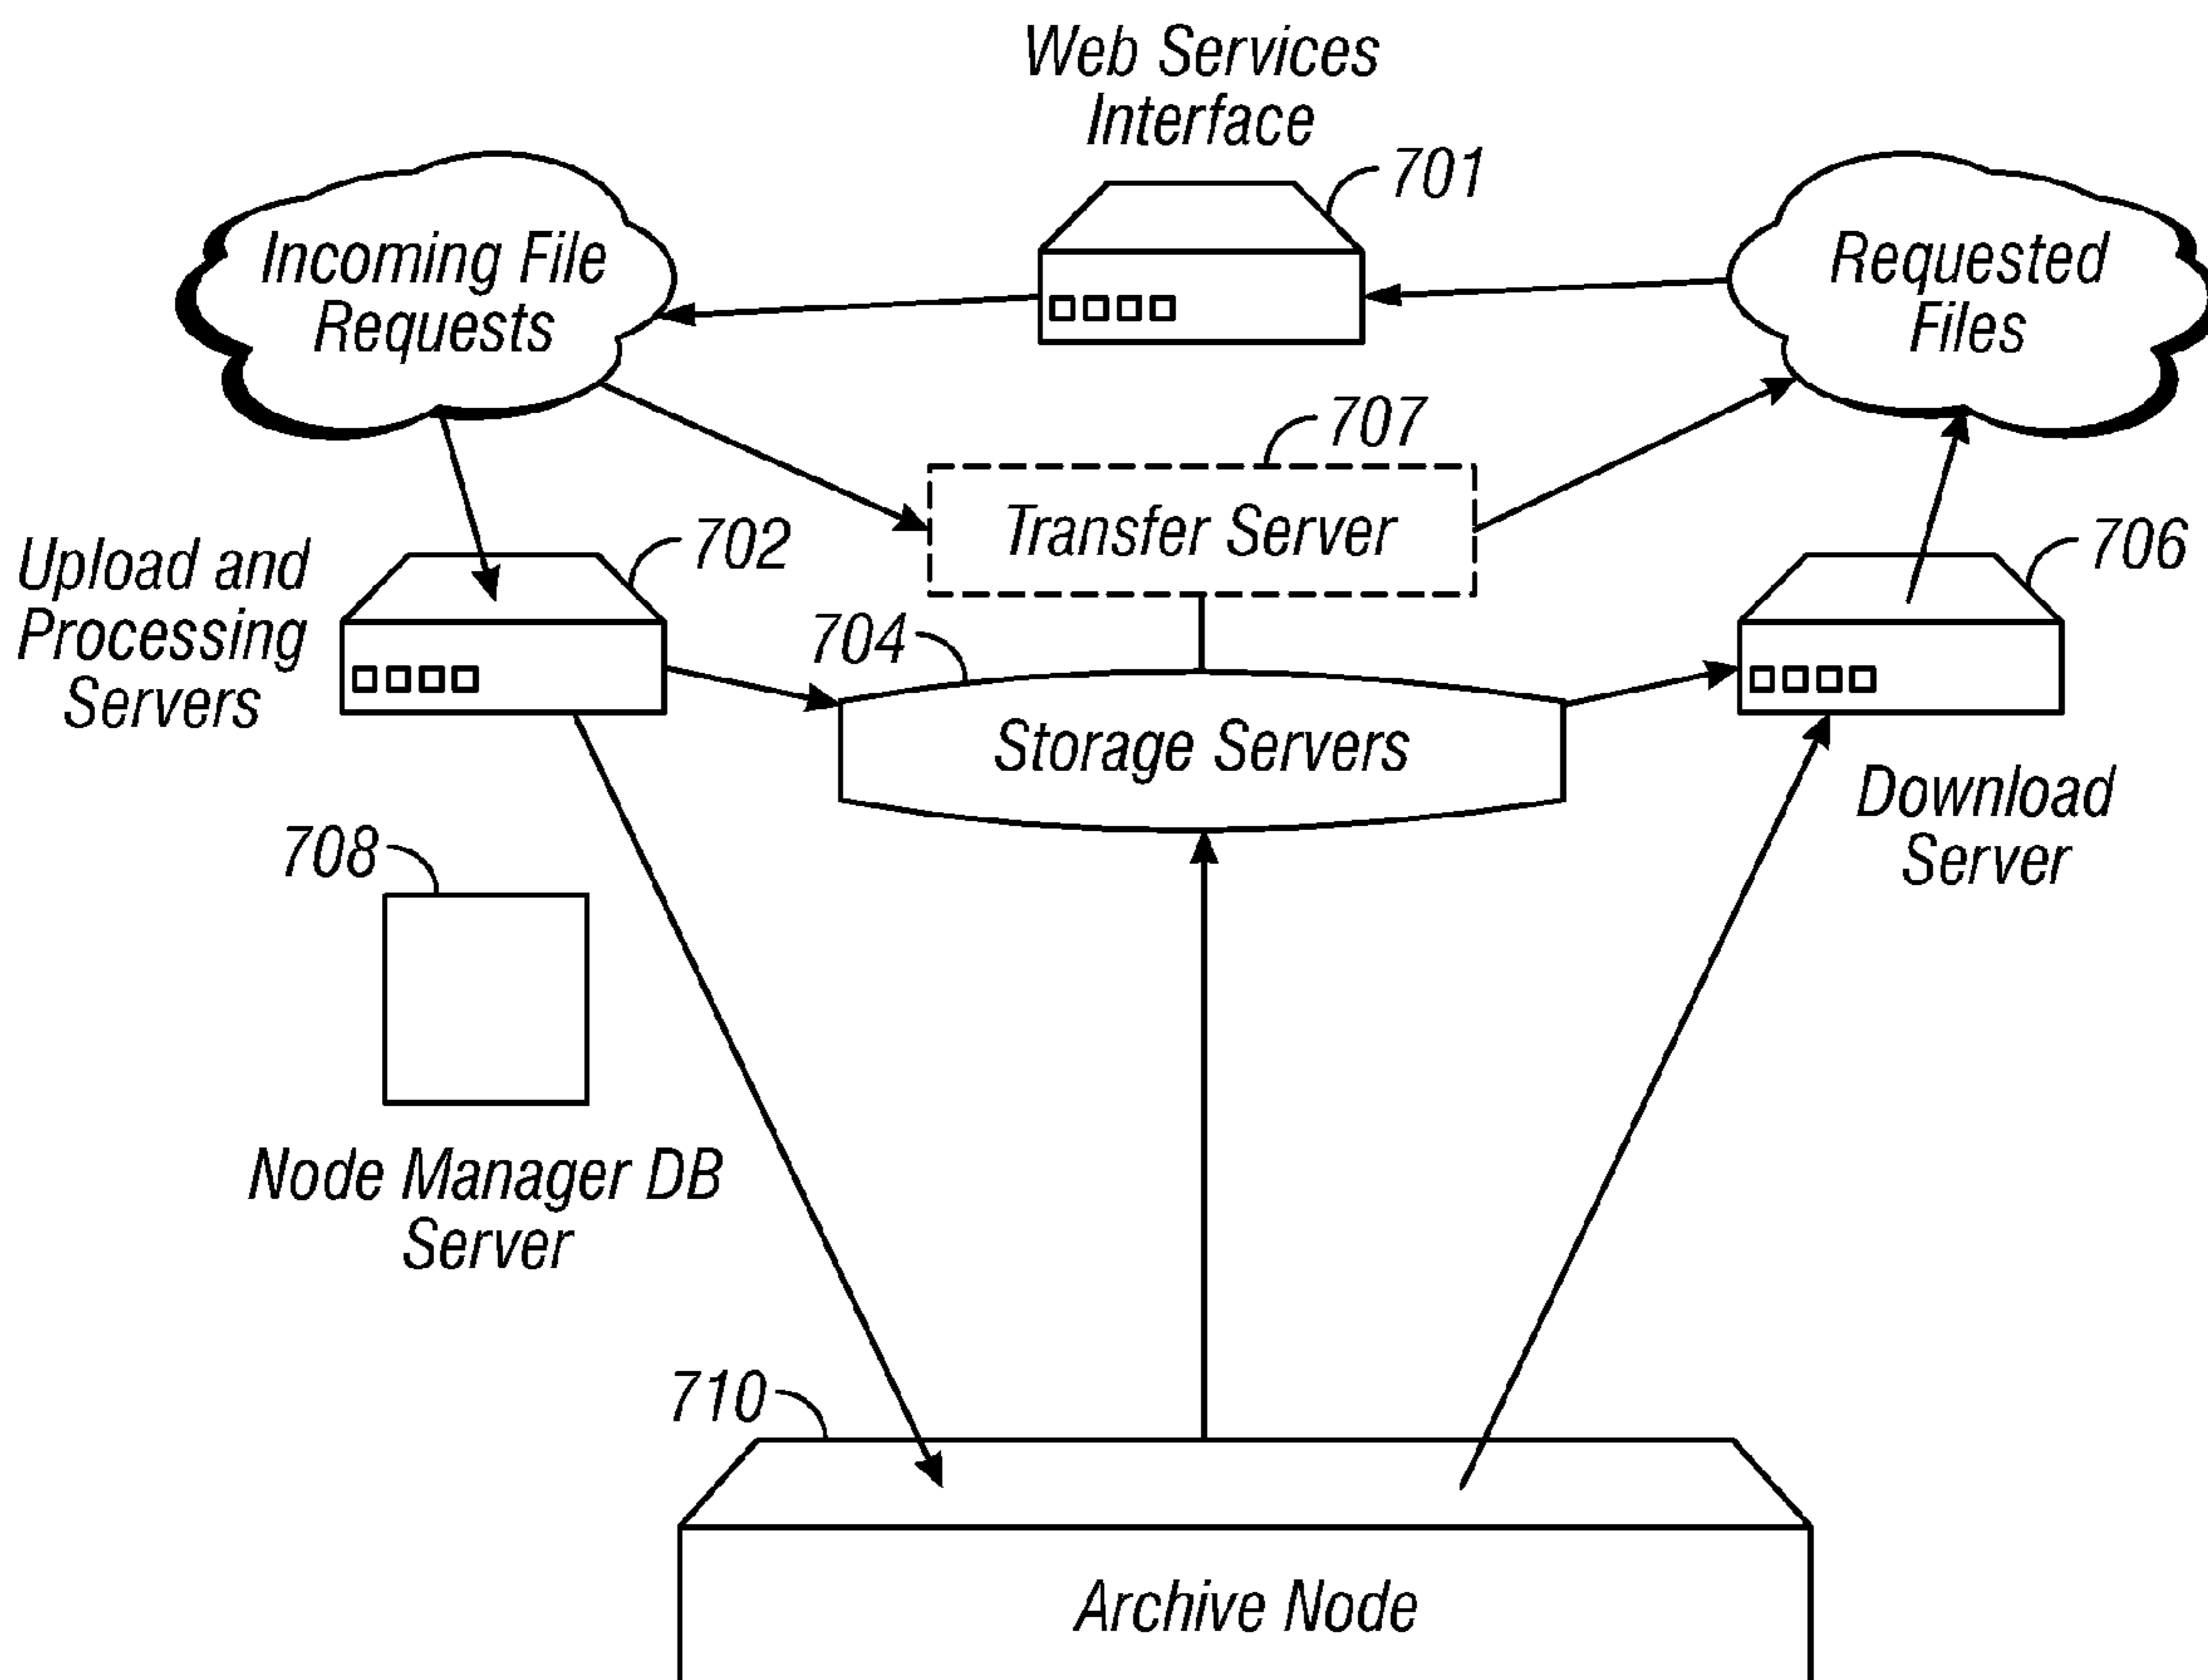 Web Services
Interface
701
Incoming File
Requests
Requested
Files
707
Transfer Server
702
706
Upload and
Processing
Servers
704
Storage Servers
Download
Server
708
Node Manager DB
Server
710
Archive Node